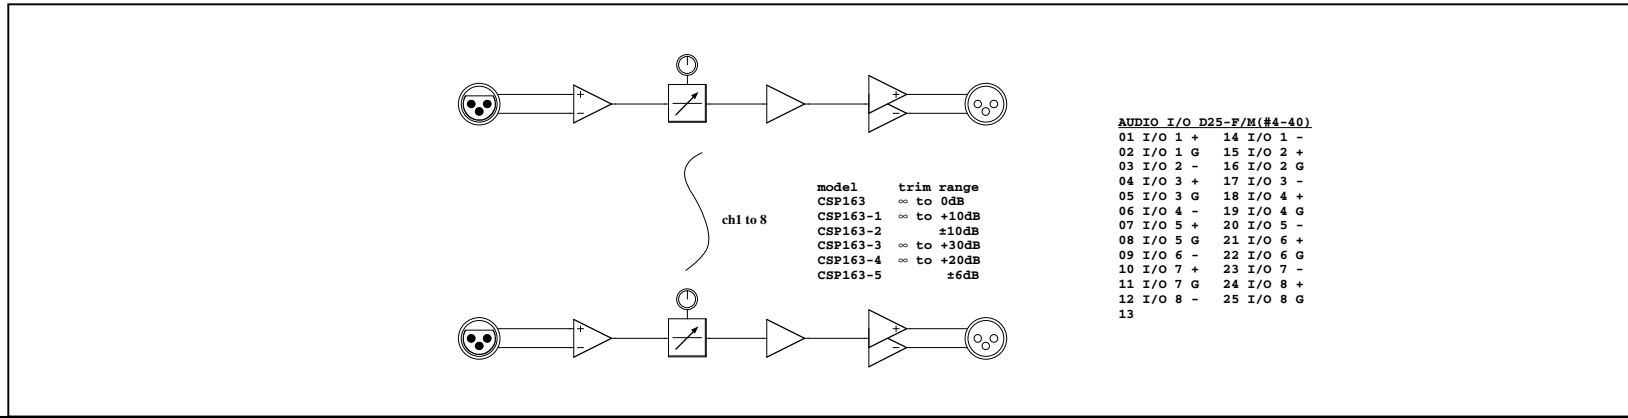 +
−
+
−
ch1 to 8
model trim range
CSP163 ∞ to 0dB
CSP163-1 ∞ to +10dB
CSP163-2 ±10dB
CSP163-3 ∞ to +30dB
CSP163-4 ∞ to +20dB
CSP163-5 ±6dB
+
−
+
−
AUDIO I/O D25-F/M(#4-40)
01 I/O 1 + 14 I/O 1 -
02 I/O 1 G 15 I/O 2 +
03 I/O 2 - 16 I/O 2 G
04 I/O 3 + 17 I/O 3 -
05 I/O 3 G 18 I/O 4 +
06 I/O 4 - 19 I/O 4 G
07 I/O 5 + 20 I/O 5 -
08 I/O 5 G 21 I/O 6 +
09 I/O 6 - 22 I/O 6 G
10 I/O 7 + 23 I/O 7 -
11 I/O 7 G 24 I/O 8 +
12 I/O 8 - 25 I/O 8 G
13